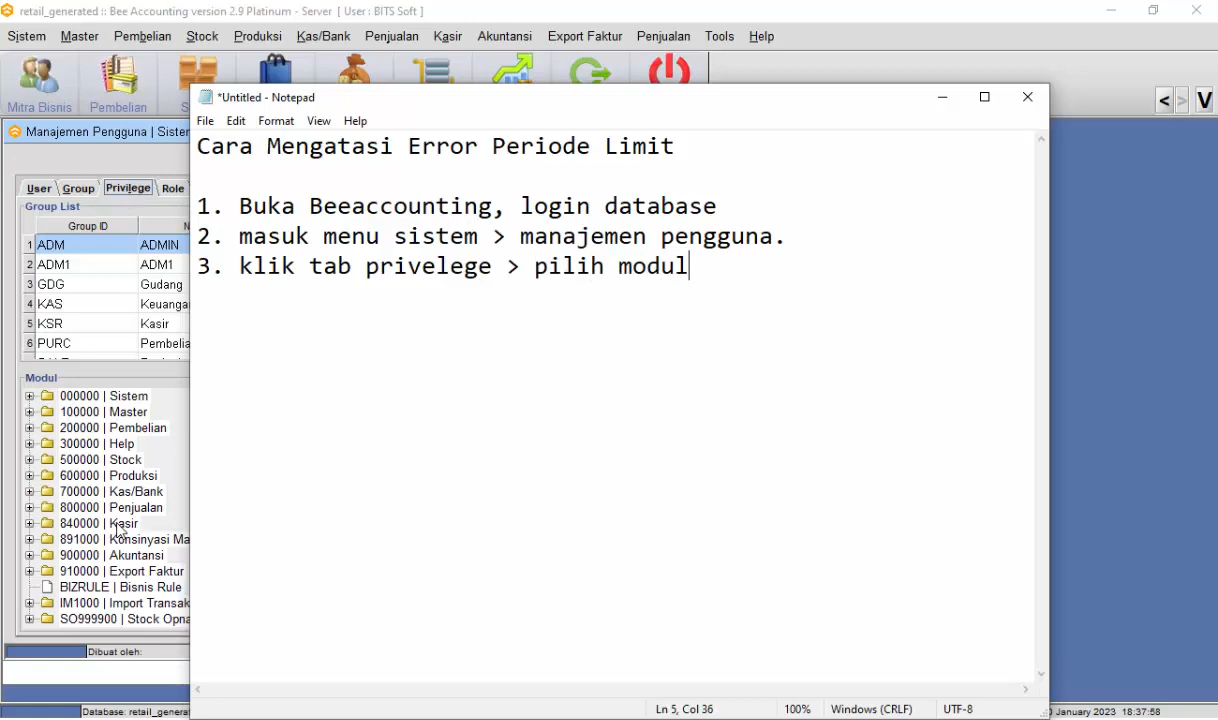 retail_generated :: Bee Accounting version 2.9 Platinum - Server [ User : BITS Soft ]
Sistem Master Pembelian Stock Produksi Kas/Bank Penjualan Kasir Akuntansi Export Faktur Penjualan Tools Help
Mitra Bisnis Pembelian
< > V
*Untitled - Notepad
File Edit Format View Help
Manajemen Pengguna | Sister
User Group Privilege Role
Group List
Group ID
1 ADM ADMIN
2 ADM1 ADM1
3 GDG Gudang
4 KAS Keuanga
5 KSR Kasir
6 PURC Pembelia
Modul
000000 | Sistem
100000 | Master
200000 | Pembelian
300000 | Help
500000 | Stock
600000 | Produksi
700000 | Kas/Bank
800000 | Penjualan
840000 | Kasir
891000 | Konsinyasi Ma
900000 | Akuntansi
910000 | Export Faktur
BIZRULE | Bisnis Rule
IM1000 | Import Transak
SO999900 | Stock Opna
Dibuat oleh:
Cara Mengatasi Error Periode Limit
1. Buka Beeaccounting, login database
2. masuk menu sistem > manajemen pengguna.
3. klik tab privelege > pilih modul
Ln 5, Col 36 100% Windows (CRLF) UTF-8
Database: retail_genera
January 2023 18:37:58